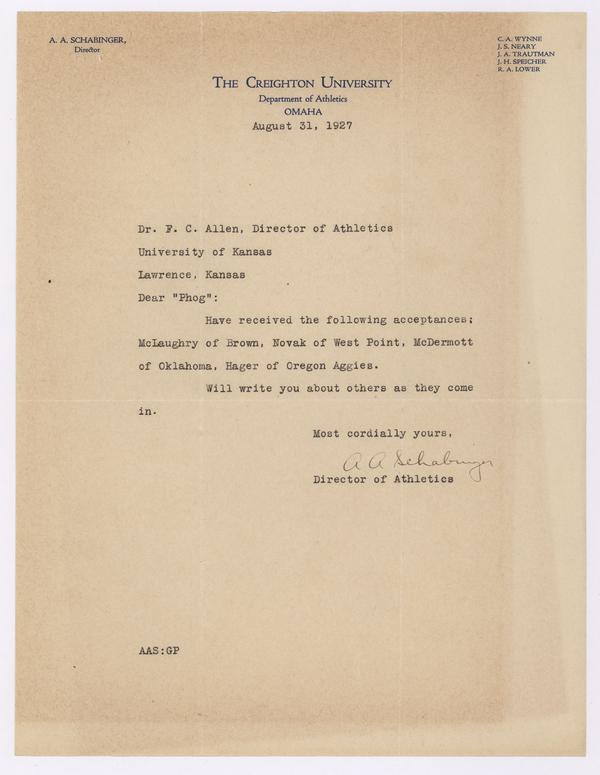 A. A. SCHABINGER,
Director
C. A. WYNNE
J. S. NEARY
J. A. TRAUTMAN
J. H. SPEICHER
R. A. LOWER
THE CREIGHTON UNIVERSITY
Department of Athletics
OMAHA
August 31, 1927
Dr. F. C. Allen, Director of Athletics
University of Kansas
Lawrence, Kansas
Dear "Phog":
Have received the following acceptances;
McLaughry of Brown, Novak of West Point, McDermott
of Oklahoma, Hager of Oregon Aggies.
Will write you about others as they come
in.
Most cordially yours,
A A Schabinger
Director of Athletics
AAS:GP